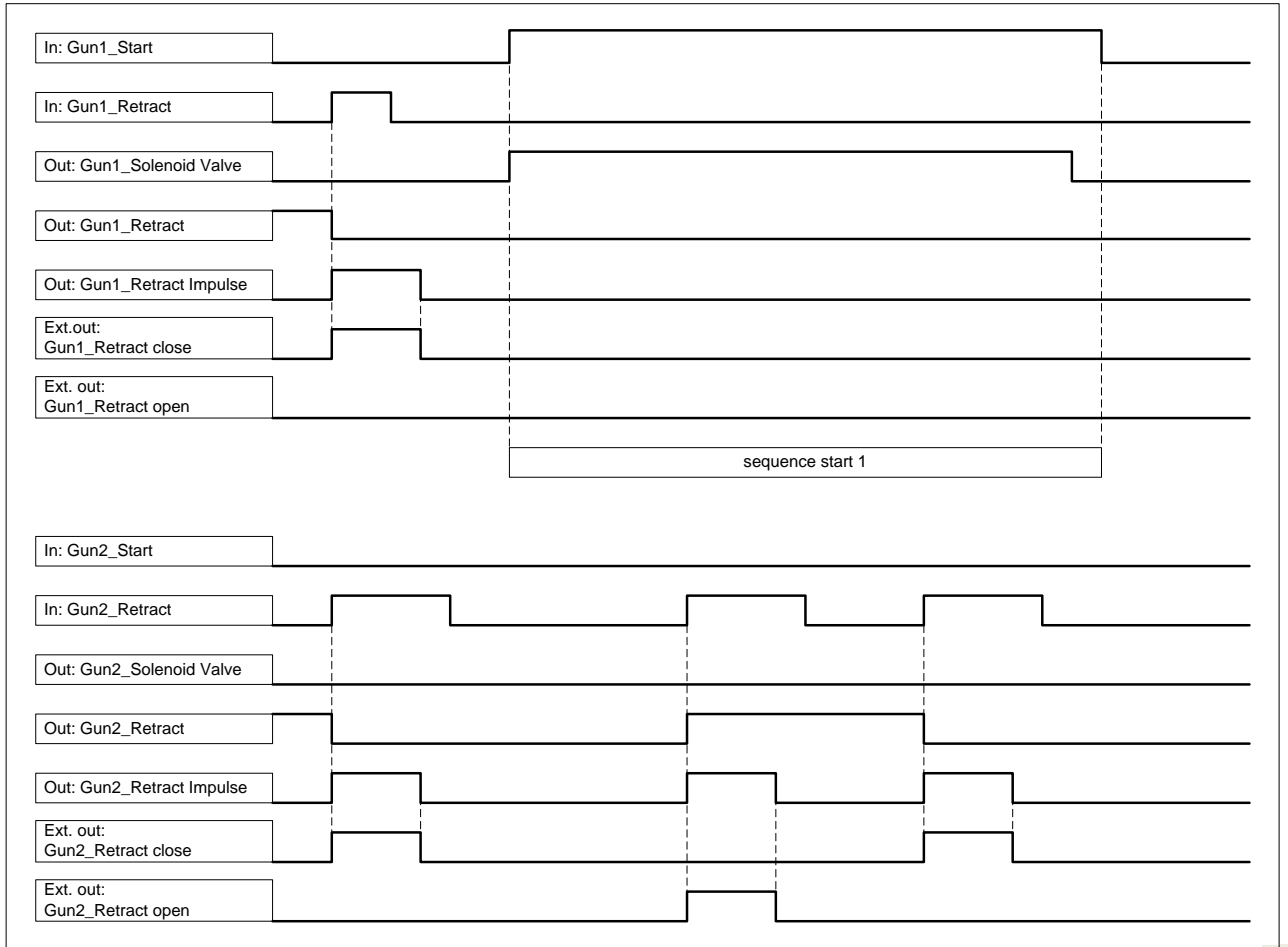 In: Gun1_Start
In: Gun1_Retract
Out: Gun1_Solenoid Valve
Out: Gun1_Retract
Out: Gun1_Retract Impulse
Ext.out:
Gun1_Retract close
Ext. out:
Gun1_Retract open
sequence start 1
In: Gun2_Start
In: Gun2_Retract
Out: Gun2_Solenoid Valve
Out: Gun2_Retract
Out: Gun2_Retract Impulse
Ext. out:
Gun2_Retract close
Ext. out:
Gun2_Retract open